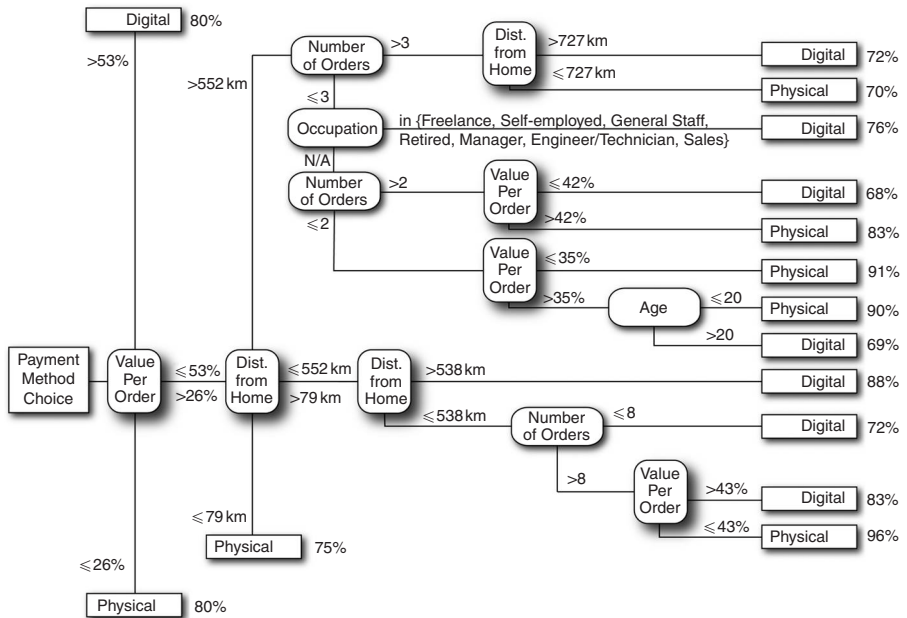 Digital 80%
>53%
>552 km
Number
of Orders
>3
Dist.
from
Home
>727 km
Digital 72%
⩽727 km
Physical 70%
⩽3
Occupation
in {Freelance, Self-employed, General Staff,
Retired, Manager, Engineer/Technician, Sales}
Digital 76%
N/A
Number
of Orders
>2
Value
Per
Order
⩽42%
Digital 68%
>42%
Physical 83%
⩽2
Value
Per
Order
⩽35%
Physical 91%
>35%
Age
⩽20
Physical 90%
>20
Digital 69%
Payment
Method
Choice
Value
Per
Order
⩽53%
>26%
Dist.
from
Home
⩽552 km
>79 km
Dist.
from
Home
>538 km
Digital 88%
⩽538 km
Number
of Orders
⩽8
Digital 72%
>8
Value
Per
Order
>43%
Digital 83%
⩽43%
Physical 96%
⩽79 km
Physical 75%
⩽26%
Physical 80%